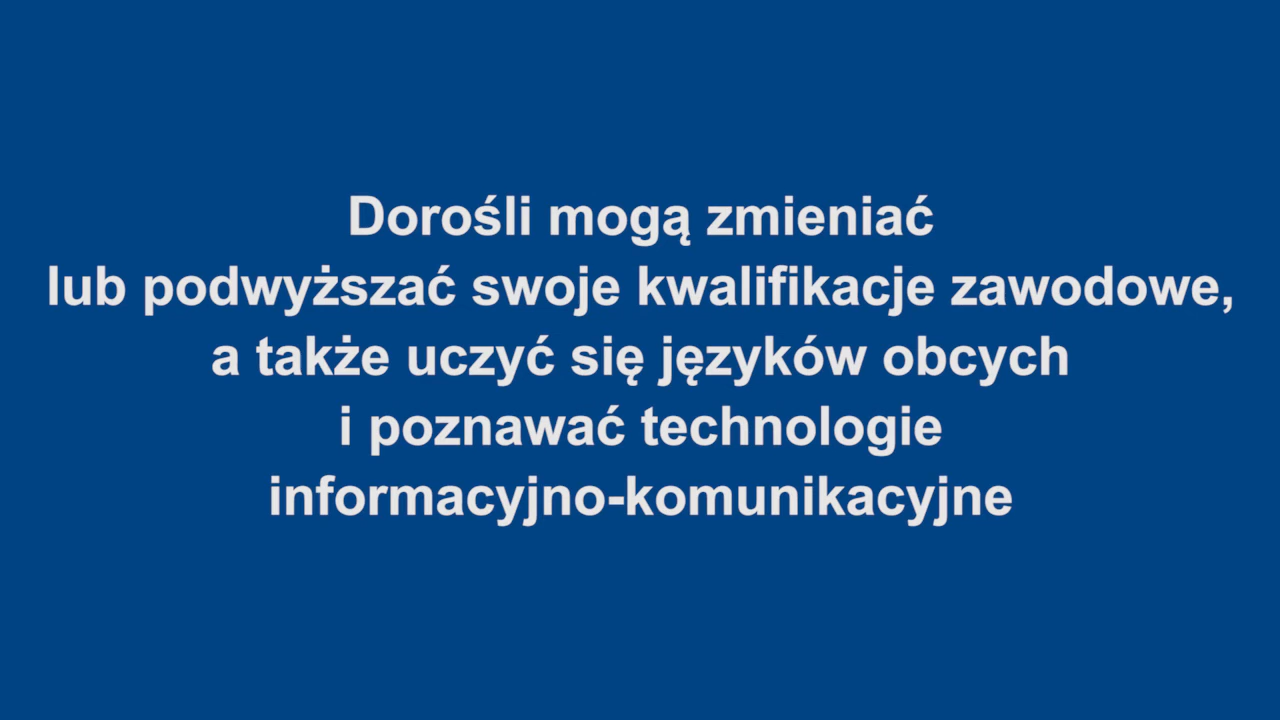 Dorośli mogą zmieniać
lub podwyższać swoje kwalifikacje zawodowe,
a także uczyć się języków obcych
i poznawać technologie
informacyjno-komunikacyjne